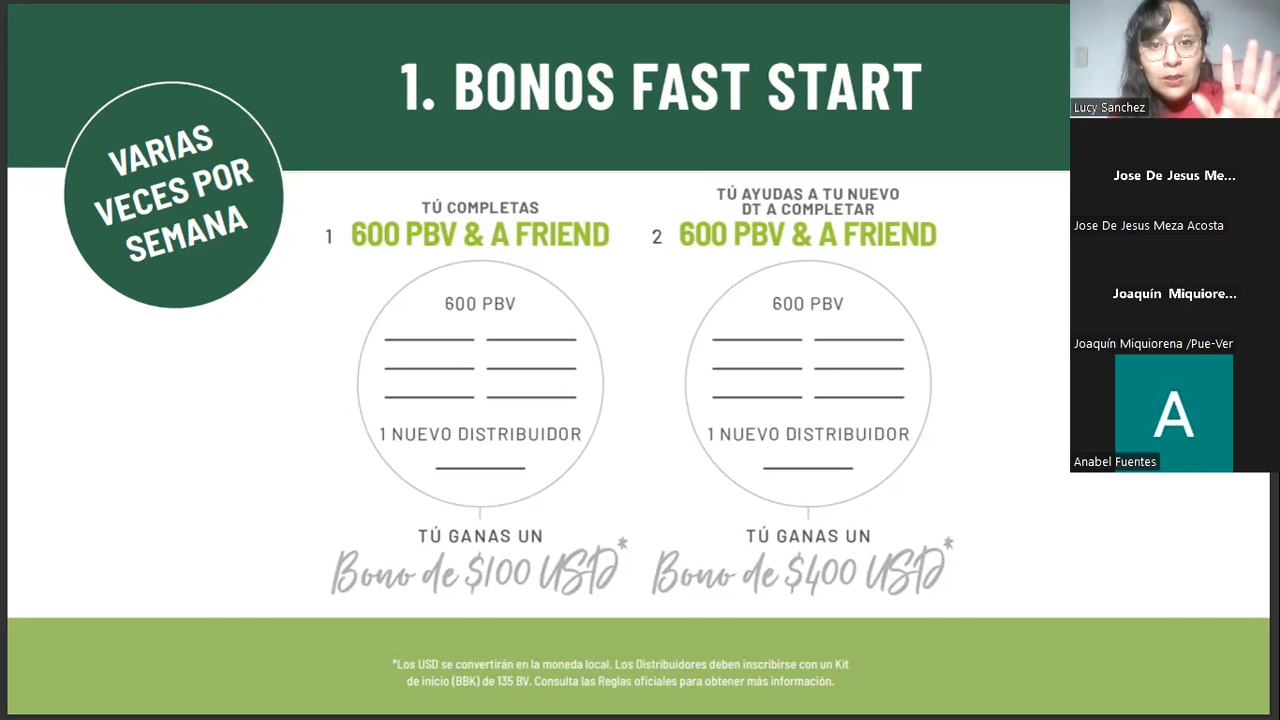 1. BONOS FAST START
VARIAS
VECES POR
SEMANA
TÚ COMPLETAS
1 600 PBV & A FRIEND
600 PBV
1 NUEVO DISTRIBUIDOR
TÚ GANAS UN
Bono de $100 USD*
TÚ AYUDAS A TU NUEVO
DT A COMPLETAR
2 600 PBV & A FRIEND
600 PBV
1 NUEVO DISTRIBUIDOR
TÚ GANAS UN
Bono de $400 USD*
*Los USD se convertirán en la moneda local. Los Distribuidores deben inscribirse con un Kit
de inicio (BBK) de 135 BV. Consulta las Reglas oficiales para obtener más información.
Lucy Sanchez
Jose De Jesus Me...
Jose De Jesus Meza Acosta
Joaquín Miquiore...
Joaquín Miquiorena /Pue-Ver
A
Anabel Fuentes